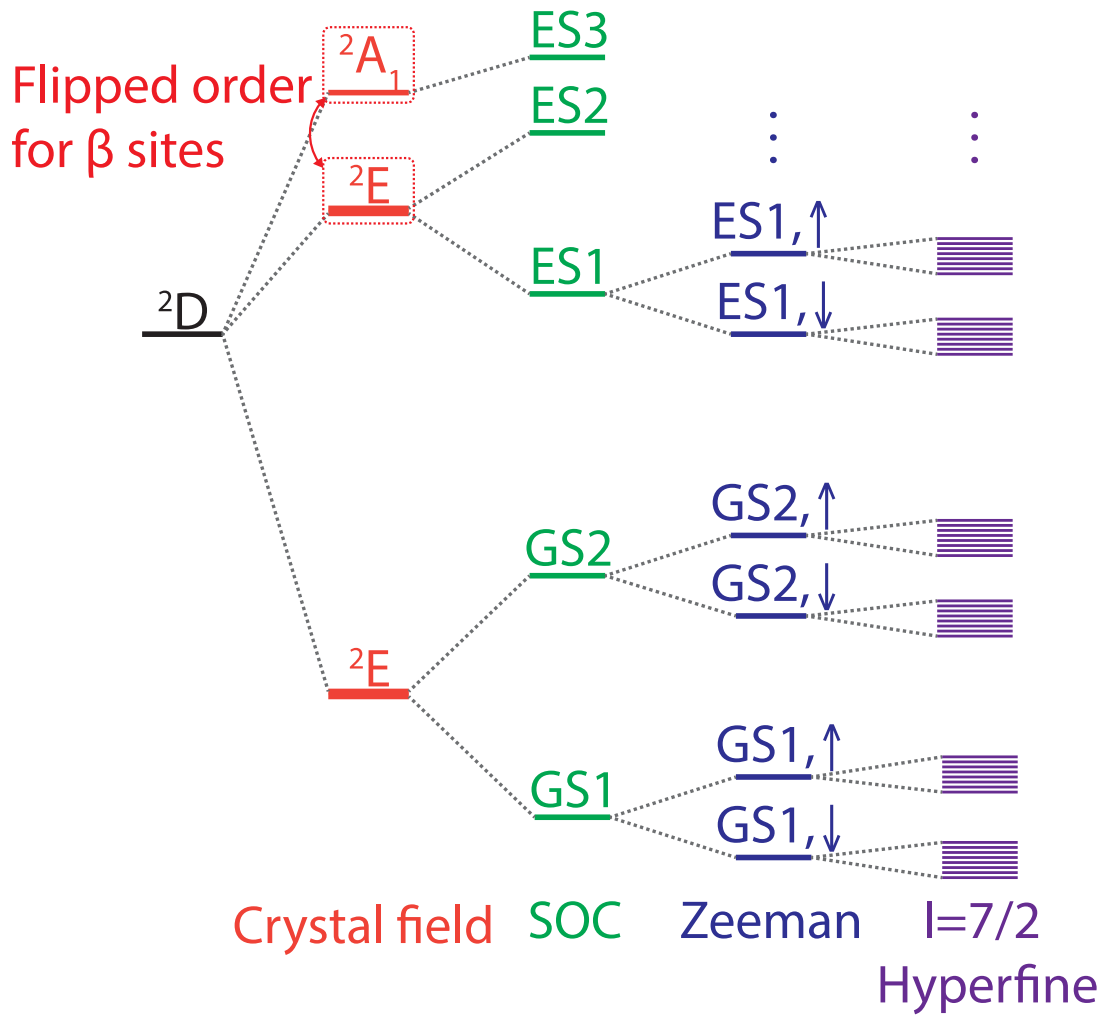 ES3
²A₁
Flipped order
for β sites
ES2
²E
ES1, ↑
ES1
ES1, ↓
²D
GS2, ↑
GS2
GS2, ↓
²E
GS1, ↑
GS1
GS1, ↓
Crystal field
SOC
Zeeman
I=7/2
Hyperfine